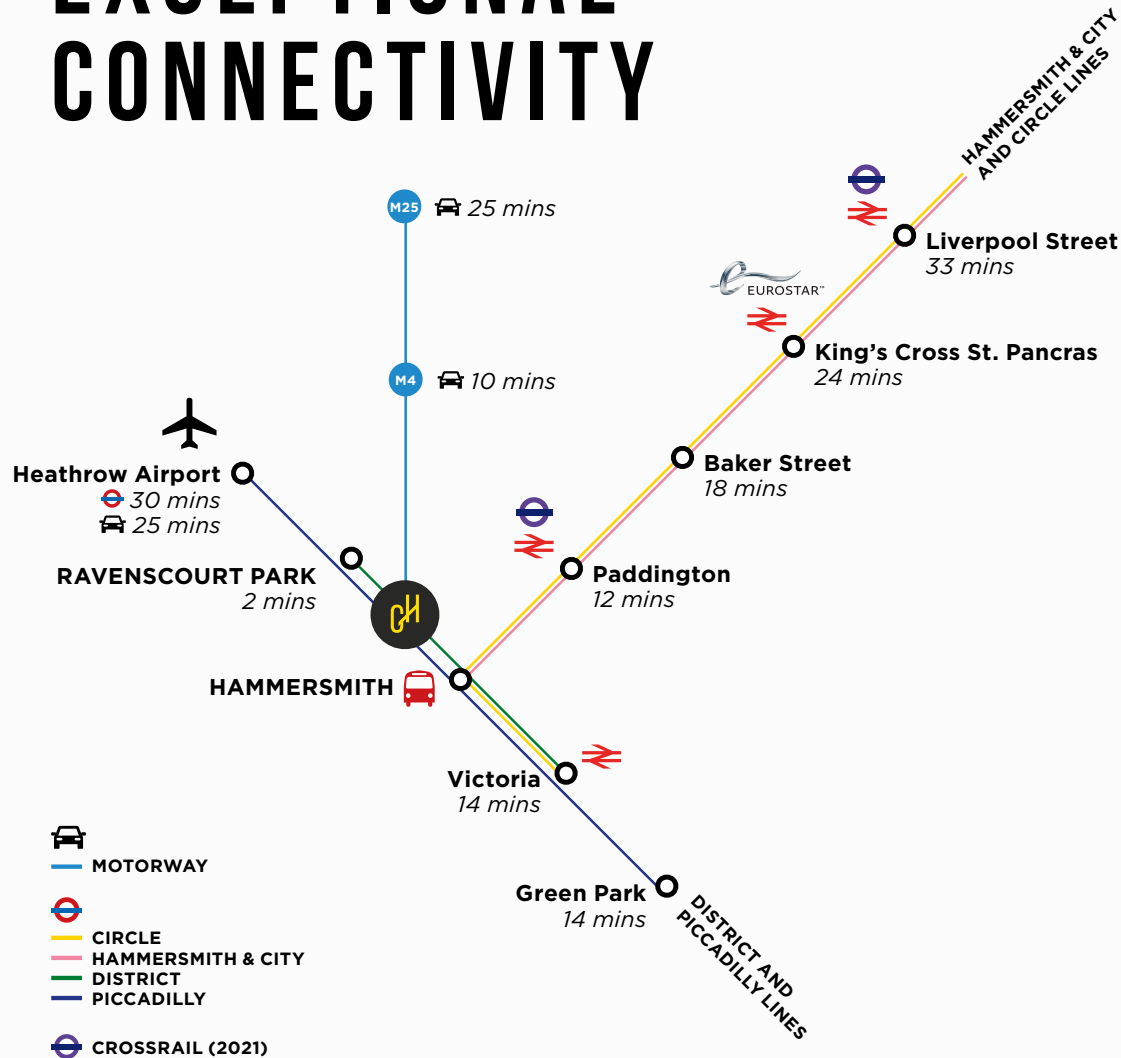 EXCEPTIONAL
CONNECTIVITY
HAMMERSMITH & CITY
AND CIRCLE LINES
M25
25 mins
Liverpool Street
33 mins
EUROSTAR™
King's Cross St. Pancras
24 mins
M4
10 mins
Heathrow Airport
30 mins
25 mins
Baker Street
18 mins
RAVENSCOURT PARK
2 mins
Paddington
12 mins
GH
HAMMERSMITH
Victoria
14 mins
Green Park
14 mins
DISTRICT AND
PICCADILLY LINES
MOTORWAY
CIRCLE
HAMMERSMITH & CITY
DISTRICT
PICCADILLY
CROSSRAIL (2021)